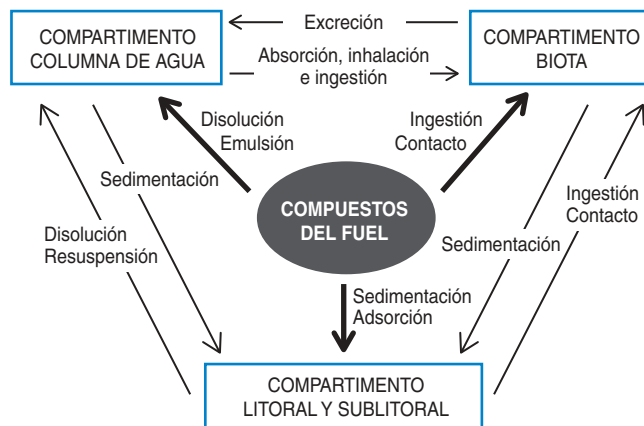 Excreción
COMPARTIMENTO
COLUMNA DE AGUA
COMPARTIMENTO
BIOTA
Absorción, inhalación
e ingestión
Disolución
Emulsión
Ingestión
Contacto
Sedimentación
COMPUESTOS
DEL FUEL
Ingestión
Contacto
Disolución
Resuspensión
Sedimentación
Sedimentación
Adsorción
COMPARTIMENTO
LITORAL Y SUBLITORAL